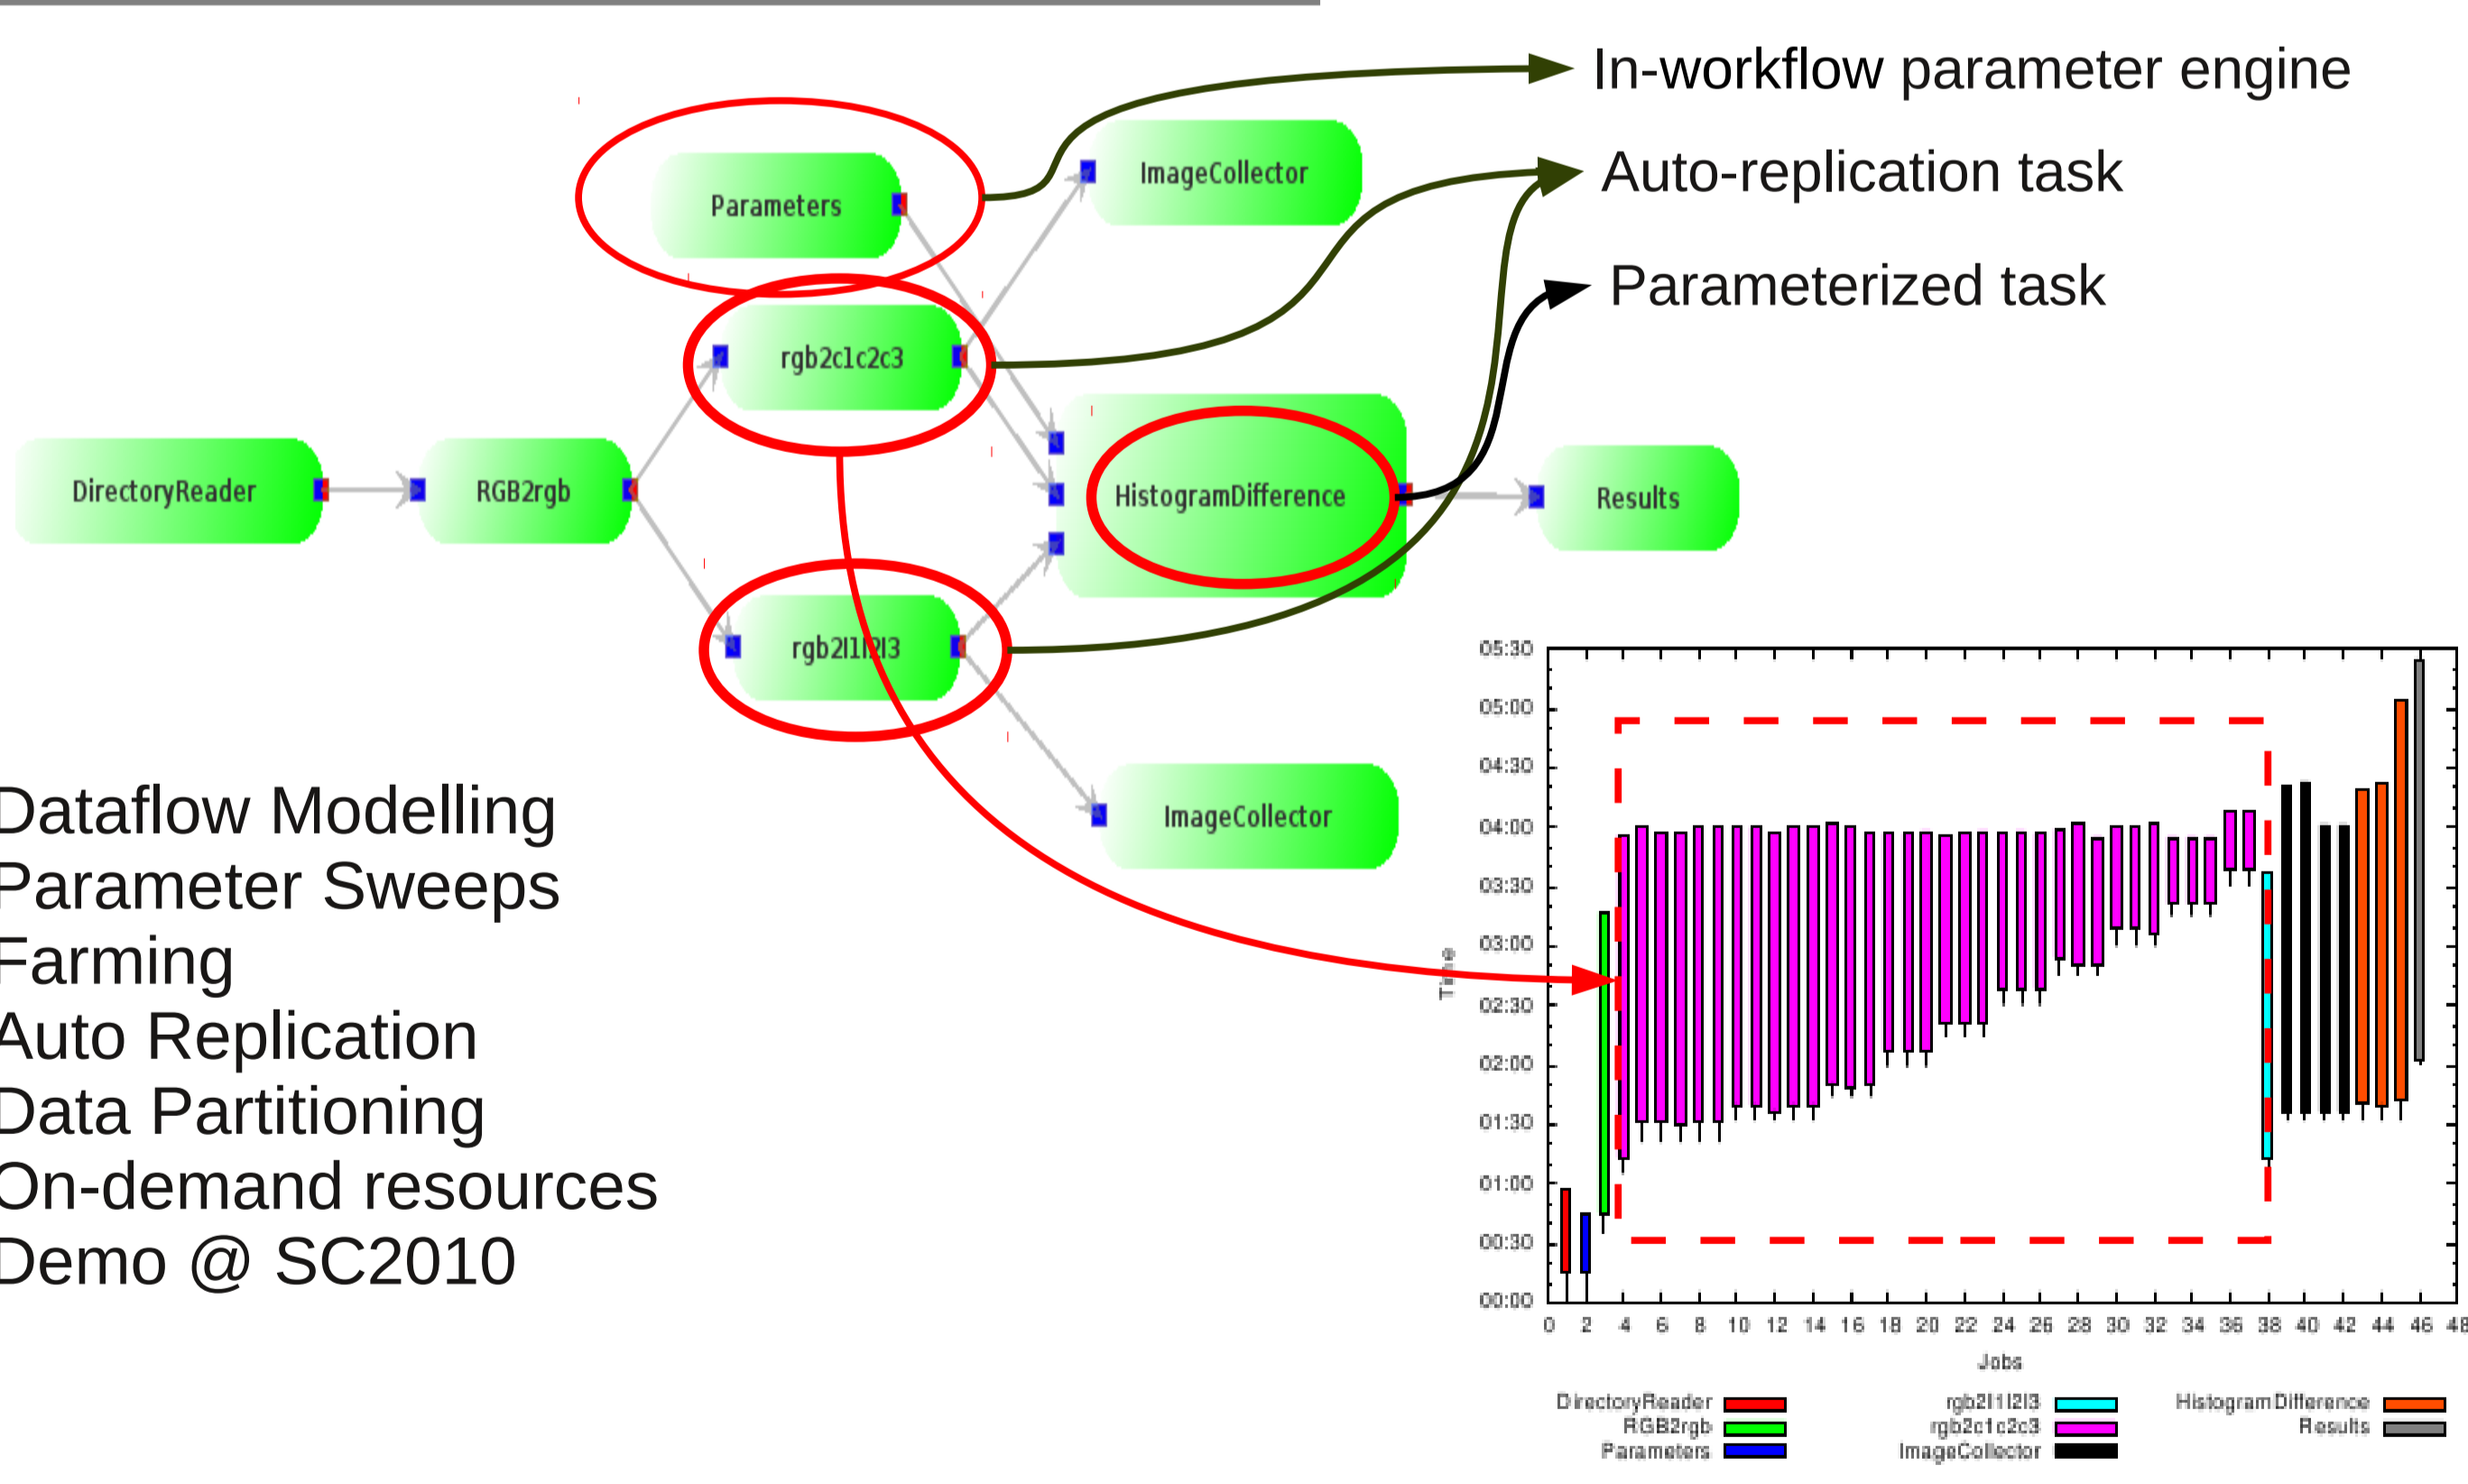 In-workflow parameter engine
Auto-replication task
Parameterized task
Parameters
ImageCollector
rgb2c1c2c3
DirectoryReader
RGB2rgb
HistogramDifference
Results
rgb2l1l2l3
ImageCollector
Dataflow Modelling
Parameter Sweeps
Farming
Auto Replication
Data Partitioning
On-demand resources
Demo @ SC2010
05:30
05:00
04:30
04:00
03:30
03:00
02:30
02:00
01:30
01:00
00:30
00:00
Time
0 2 4 6 8 10 12 14 16 18 20 22 24 26 28 30 32 34 36 38 40 42 44 46 48
Jobs
DirectoryReader rgb2l1l2l3 HistogramDifference
RGB2rgb rgb2c1c2c3 Results
Parameters ImageCollector